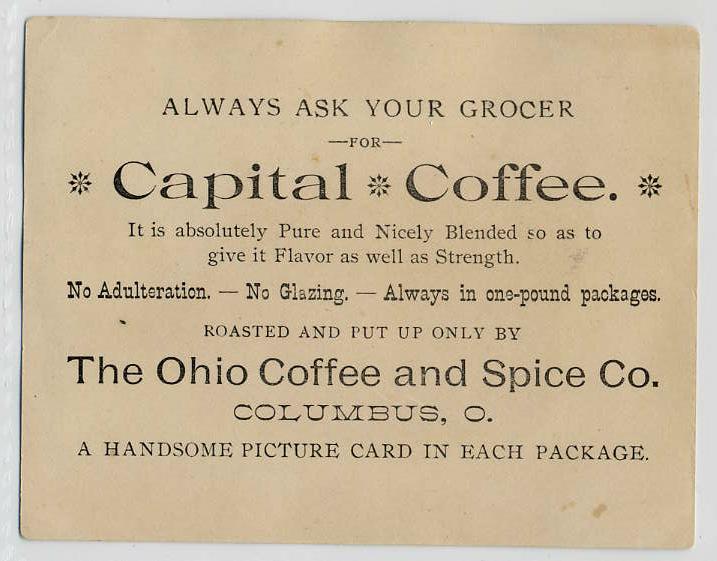 ALWAYS ASK YOUR GROCER
—FOR—
Capital ❋ Coffee.
It is absolutely Pure and Nicely Blended so as to
give it Flavor as well as Strength.
No Adulteration. — No Glazing. — Always in one-pound packages.
ROASTED AND PUT UP ONLY BY
The Ohio Coffee and Spice Co.
COLUMBUS, O.
A HANDSOME PICTURE CARD IN EACH PACKAGE.